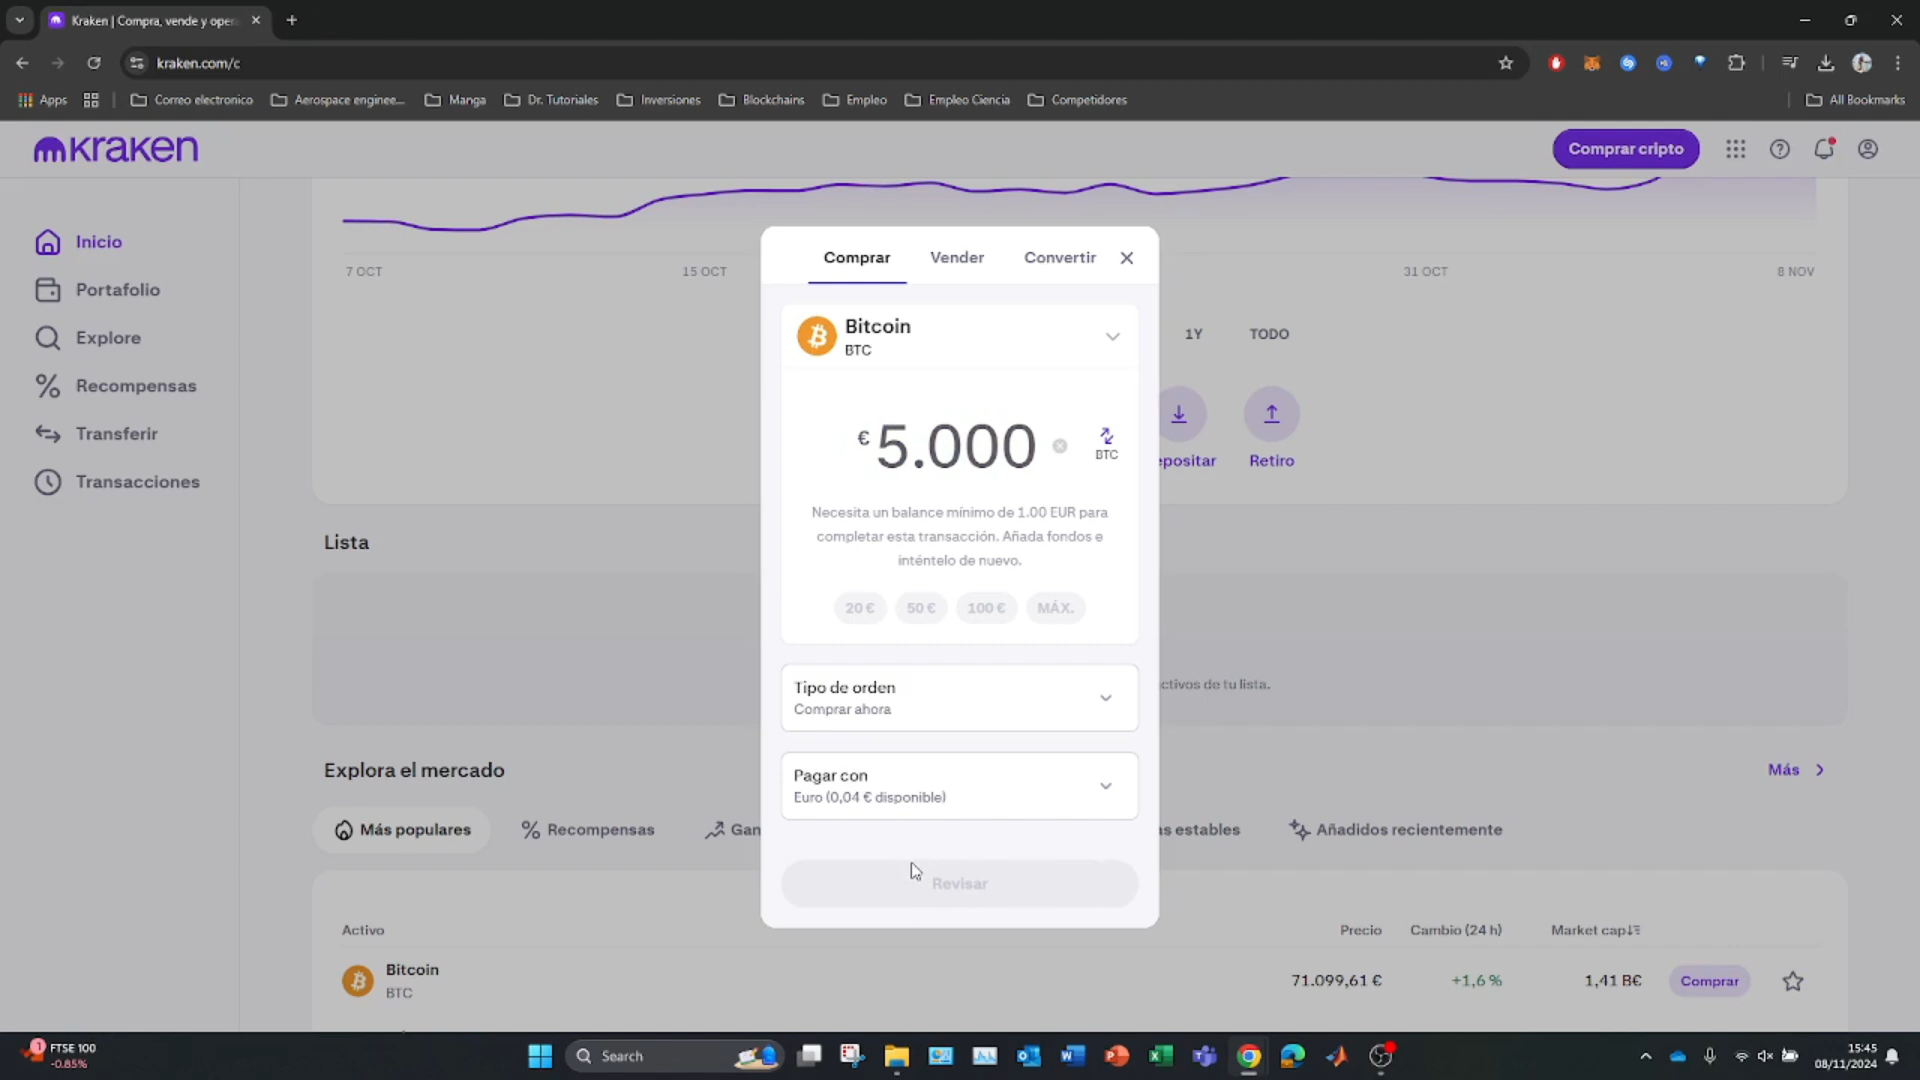 Kraken | Compra, vende y oper
kraken.com/c
Apps
Correo electronico
Aerospace enginee...
Manga
Dr. Tutoriales
Inversiones
Blockchains
Empleo
Empleo Ciencia
Competidores
All Bookmarks
kraken
Comprar cripto
Inicio
Portafolio
Explore
Recompensas
Transferir
Transacciones
7 OCT
15 OCT
31 OCT
8 NOV
1Y
TODO
epositar
Retiro
Comprar
Vender
Convertir
Bitcoin
BTC
€ 5.000
BTC
Necesita un balance mínimo de 1.00 EUR para
completar esta transacción. Añada fondos e
inténtelo de nuevo.
20 €
50 €
100 €
MÁX.
Tipo de orden
Comprar ahora
Pagar con
Euro (0,04 € disponible)
Revisar
Lista
ctivos de tu lista.
Explora el mercado
Más
Más populares
Recompensas
Gan
s estables
Añadidos recientemente
Activo
Precio
Cambio (24 h)
Market cap
Bitcoin
BTC
71.099,61 €
+1,6 %
1,41 B€
Comprar
1
FTSE 100
-0.85%
Search
15:45
08/11/2024